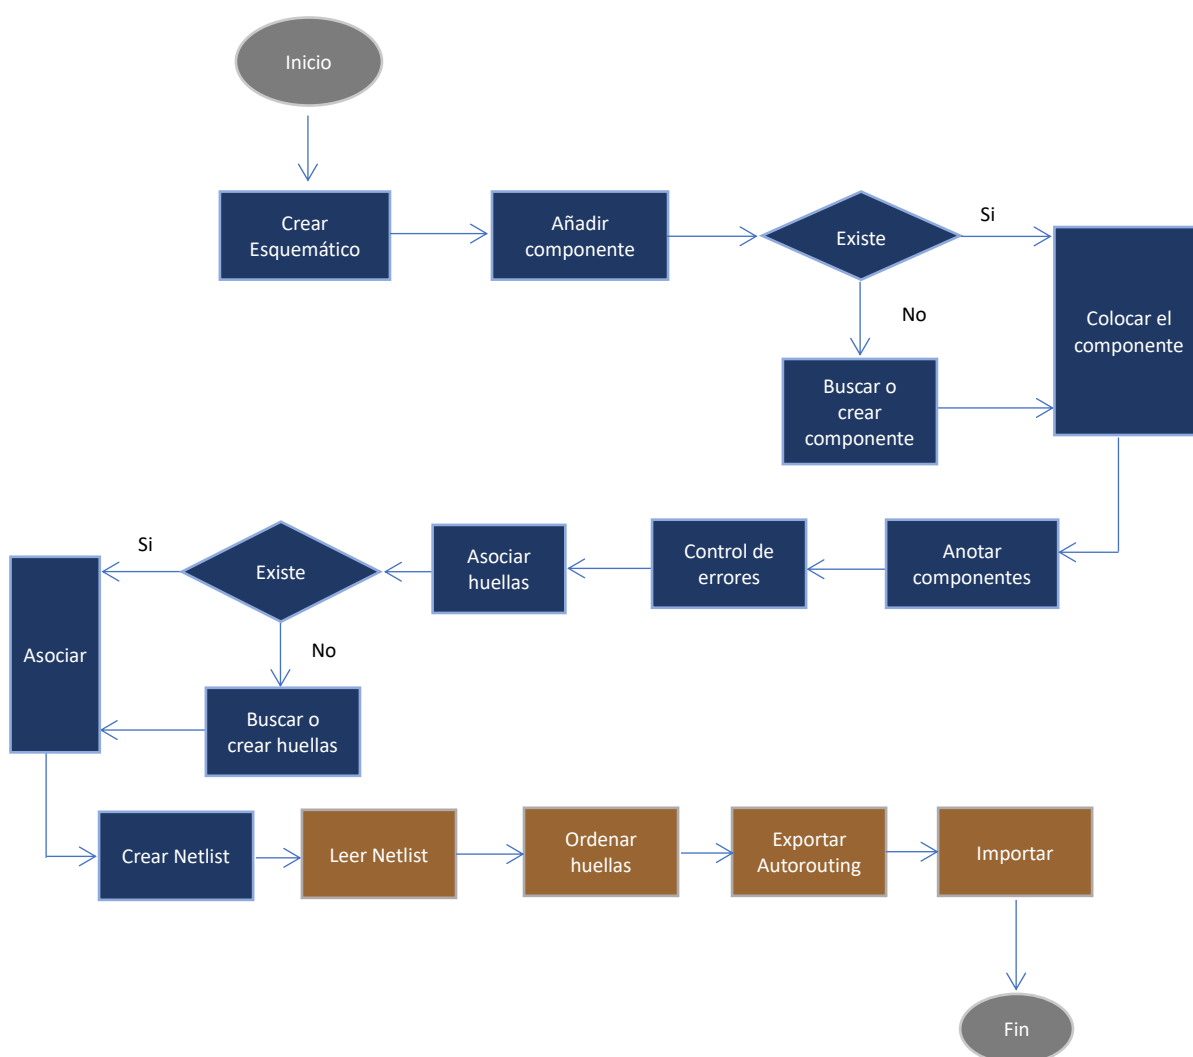 Inicio
Crear
Esquemático
Añadir
componente
Existe
Si
No
Colocar el
componente
Buscar o
crear
componente
Anotar
componentes
Control de
errores
Asociar
huellas
Existe
Si
No
Asociar
Buscar o
crear huellas
Crear Netlist
Leer Netlist
Ordenar
huellas
Exportar
Autorouting
Importar
Fin